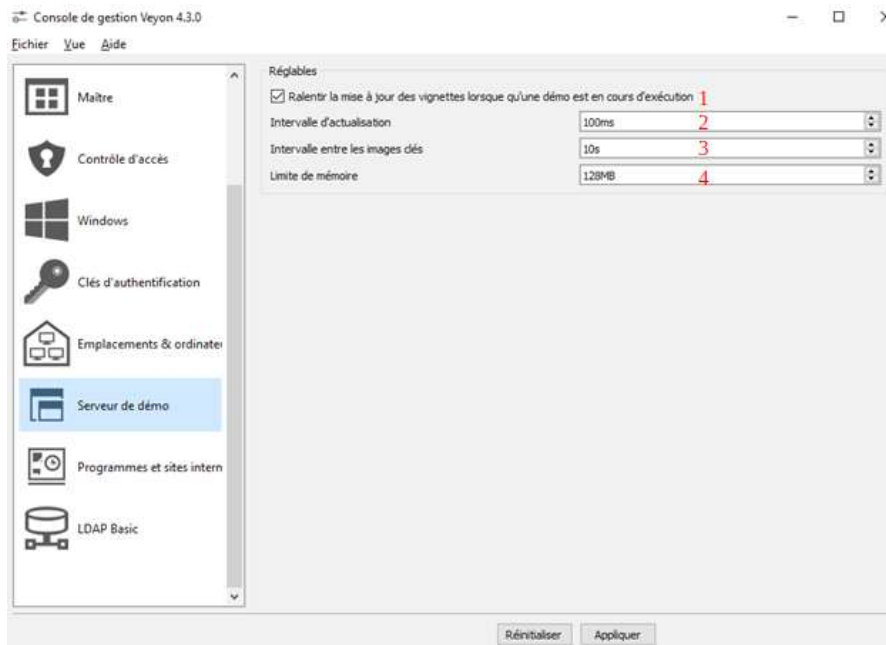 Console de gestion Veyon 4.3.0
Fichier Vue Aide
Maître
Contrôle d'accès
Windows
Clés d'authentification
Emplacements & ordinate
Serveur de démo
Programmes et sites intern
LDAP Basic
Réglables
Ralentir la mise à jour des vignettes lorsqu'une démo est en cours d'exécution 1
Intervalle d'actualisation 100ms 2
Intervalle entre les images clés 10s 3
Limite de mémoire 128MB 4
Réinitialiser Appliquer